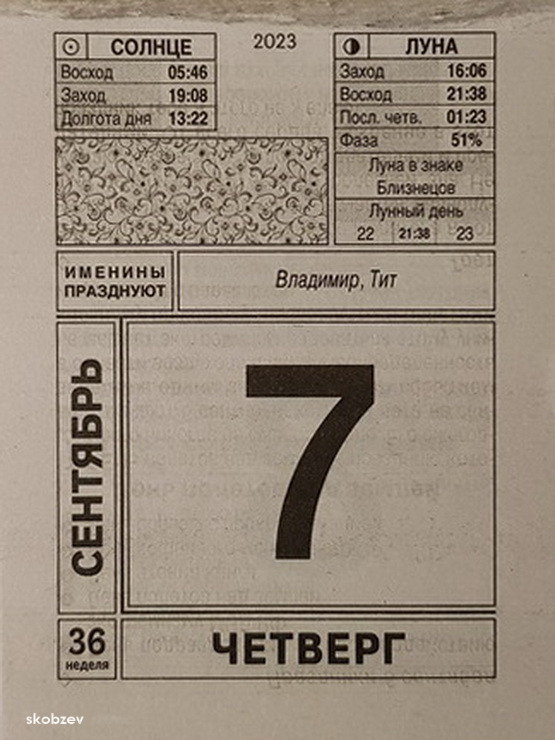 СОЛНЦЕ
Восход 05:46
Заход 19:08
Долгота дня 13:22
2023
ЛУНА
Заход 16:06
Восход 21:38
Посл. четв. 01:23
Фаза 51%
Луна в знаке
Близнецов
Лунный день
22 21:38 23
ИМЕНИНЫ
ПРАЗДНУЮТ
Владимир, Тит
СЕНТЯБРЬ
7
36
неделя
ЧЕТВЕРГ
skobzev